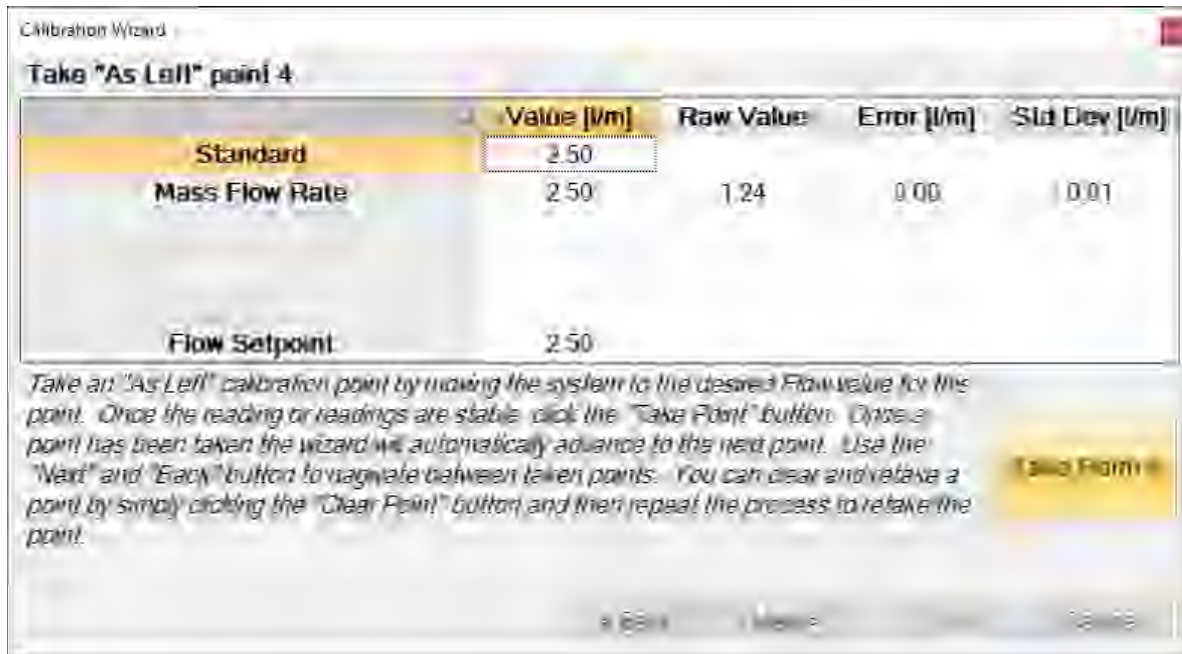 Calibration Wizard
Take "As Left" point 4
Value [l/m] Raw Value Error [l/m] Std Dev [l/m]
Standard 2.50
Mass Flow Rate 2.50 1.24 0.00 0.01
Flow Setpoint 2.50
Take an "As Left" calibration point by moving the system to the desired Flow value for this
point. Once the reading or readings are stable, click the "Take Point" button. Once a
point has been taken the wizard will automatically advance to the next point. Use the
"Next" and "Back" button to navigate between taken points. You can clear and retake a
point by simply clicking the "Clear Point" button and then repeat the process to retake the
point.
Take Point 4
< Back